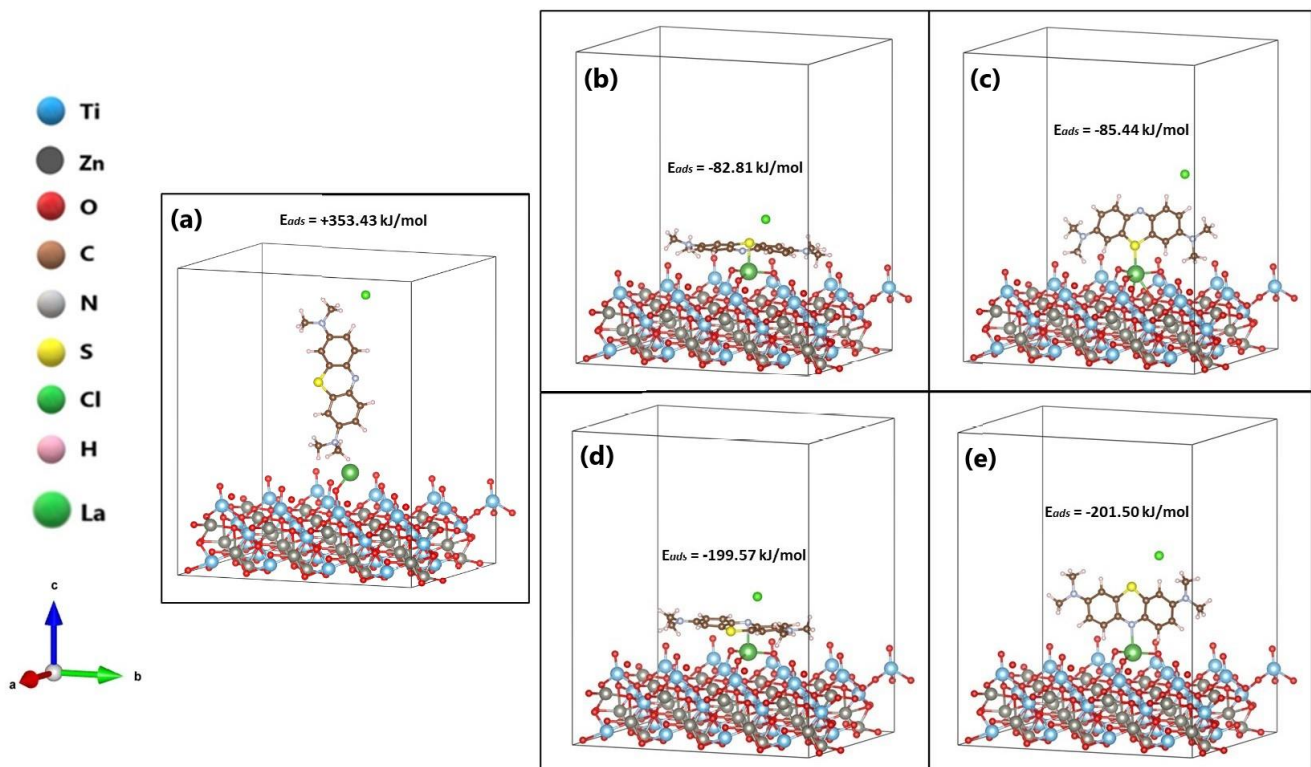 Ti
Zn
O
C
N
S
Cl
H
La
c
a
b
(a)
Eads = +353.43 kJ/mol
(b)
Eads = -82.81 kJ/mol
(c)
Eads = -85.44 kJ/mol
(d)
Eads = -199.57 kJ/mol
(e)
Eads = -201.50 kJ/mol